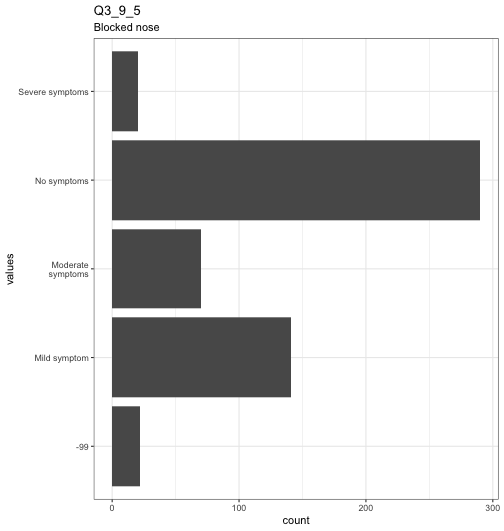 Q3_9_5
Blocked nose
Severe symptoms
No symptoms
Moderate
symptoms
Mild symptom
-99
values
0
100
200
300
count